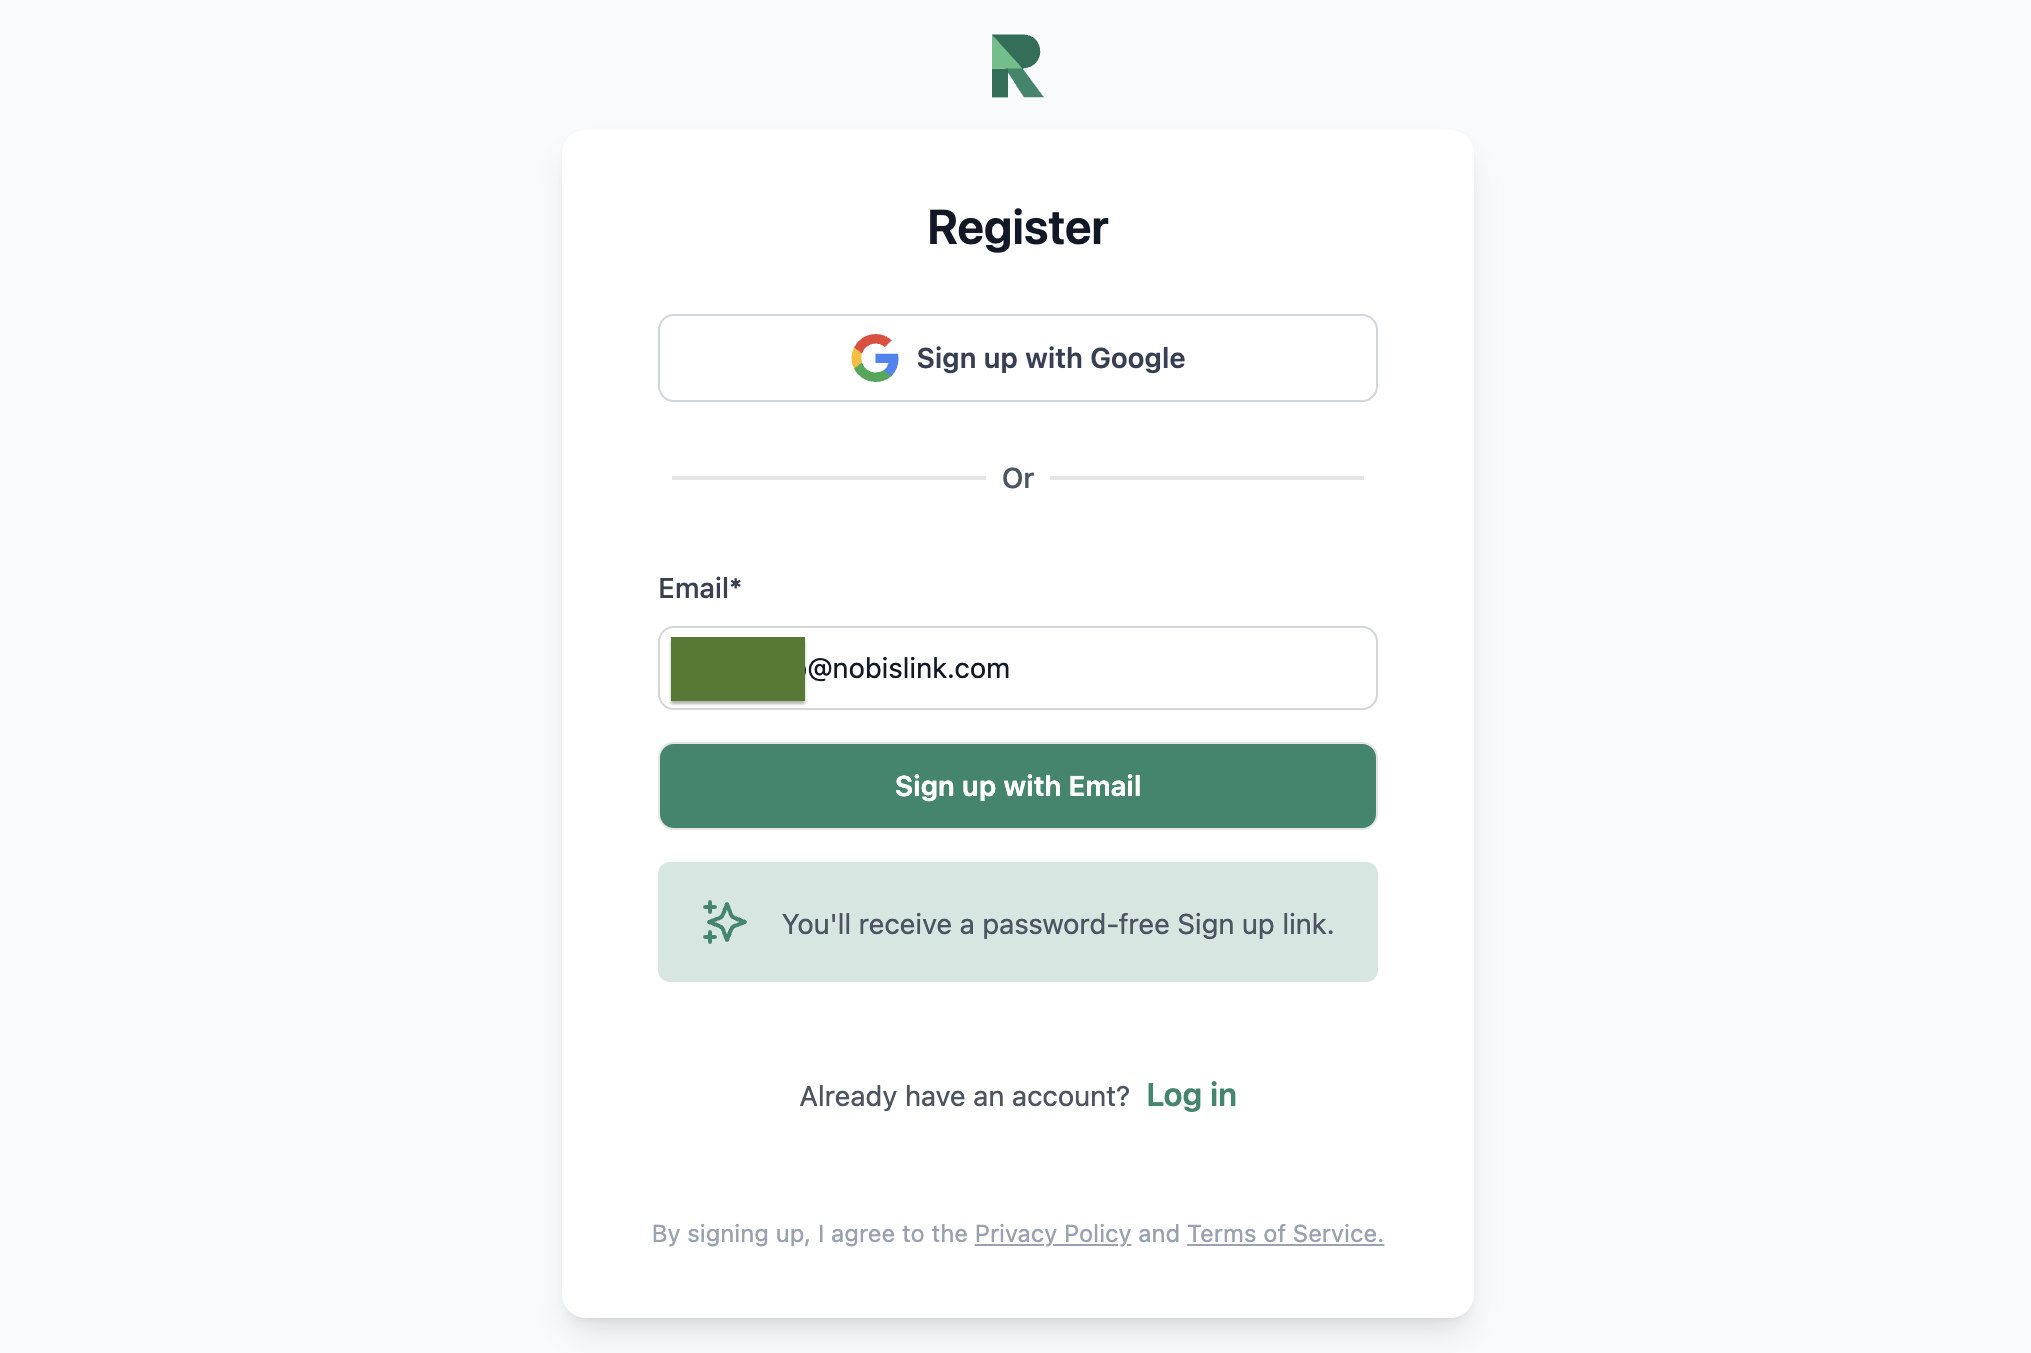 Register
Sign up with Google
Or
Email*
@nobislink.com
Sign up with Email
You'll receive a password-free Sign up link.
Already have an account? Log in
By signing up, I agree to the Privacy Policy and Terms of Service.